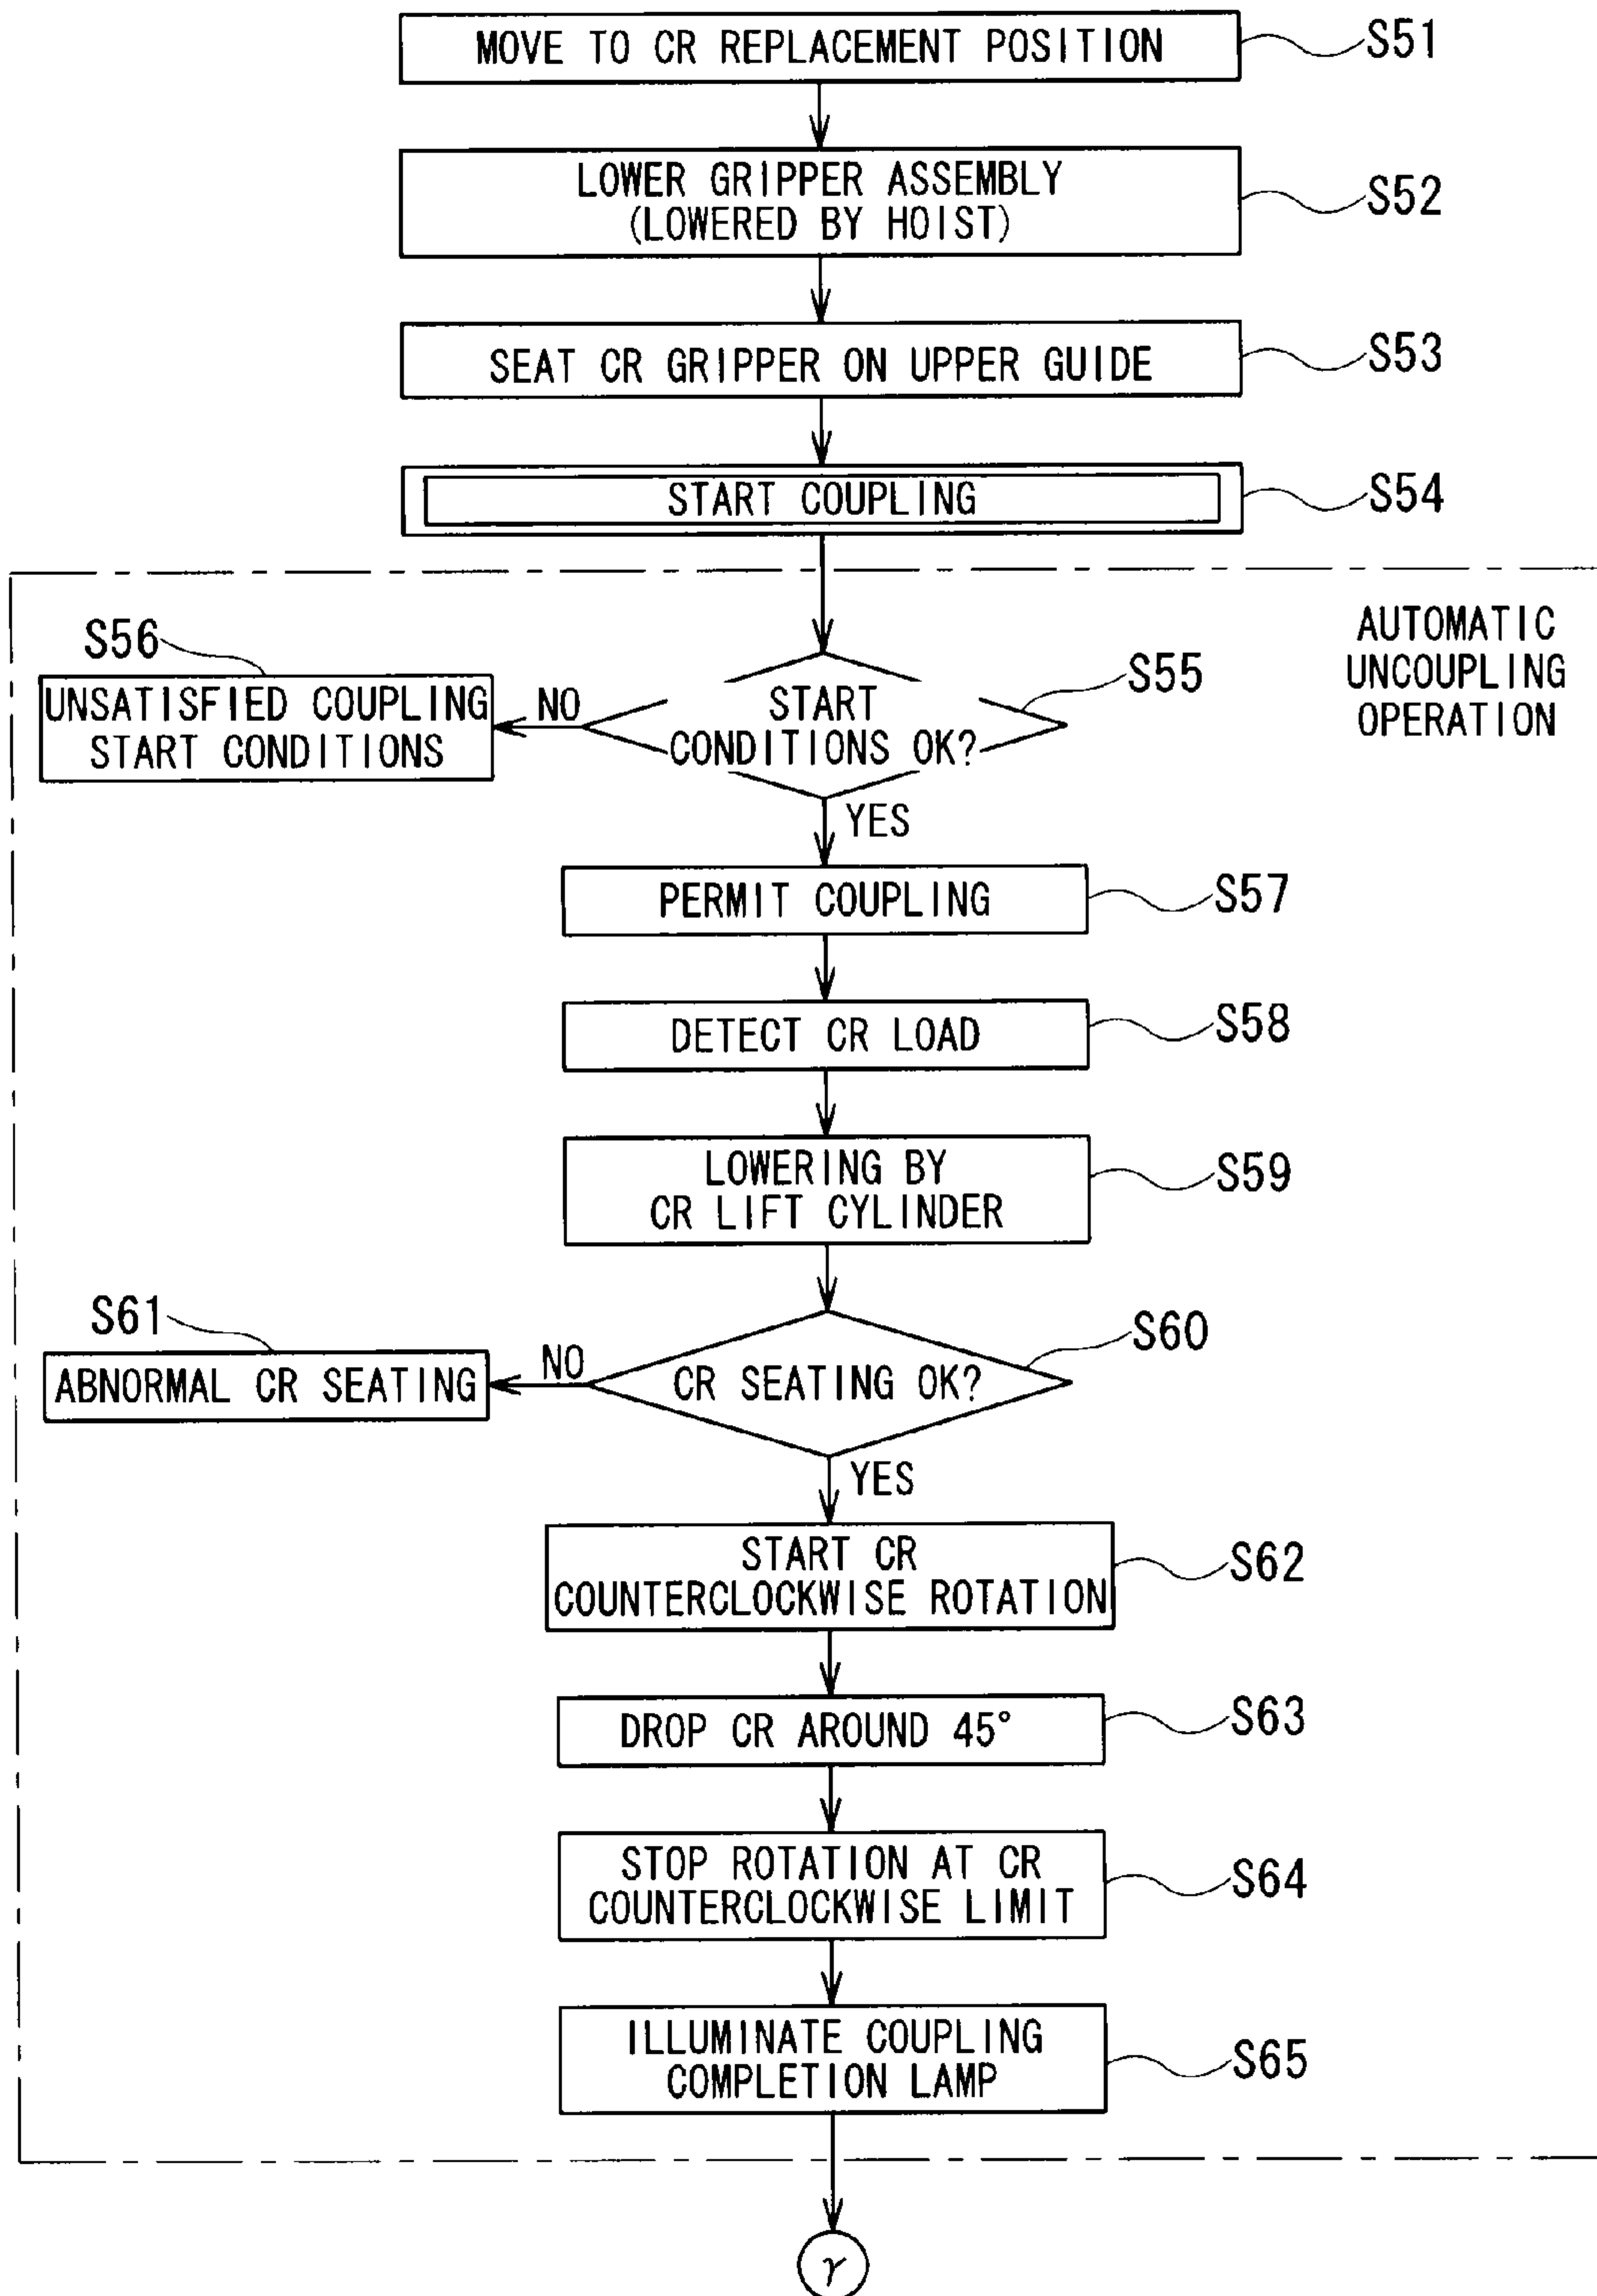 MOVE TO CR REPLACEMENT POSITION
S51
LOWER GRIPPER ASSEMBLY
(LOWERED BY HOIST)
S52
SEAT CR GRIPPER ON UPPER GUIDE
S53
START COUPLING
S54
AUTOMATIC
UNCOUPLING
OPERATION
S56
UNSATISFIED COUPLING
START CONDITIONS
NO
START
CONDITIONS OK?
S55
YES
PERMIT COUPLING
S57
DETECT CR LOAD
S58
LOWERING BY
CR LIFT CYLINDER
S59
S61
ABNORMAL CR SEATING
NO
CR SEATING OK?
S60
YES
START CR
COUNTERCLOCKWISE ROTATION
S62
DROP CR AROUND 45°
S63
STOP ROTATION AT CR
COUNTERCLOCKWISE LIMIT
S64
ILLUMINATE COUPLING
COMPLETION LAMP
S65
γ